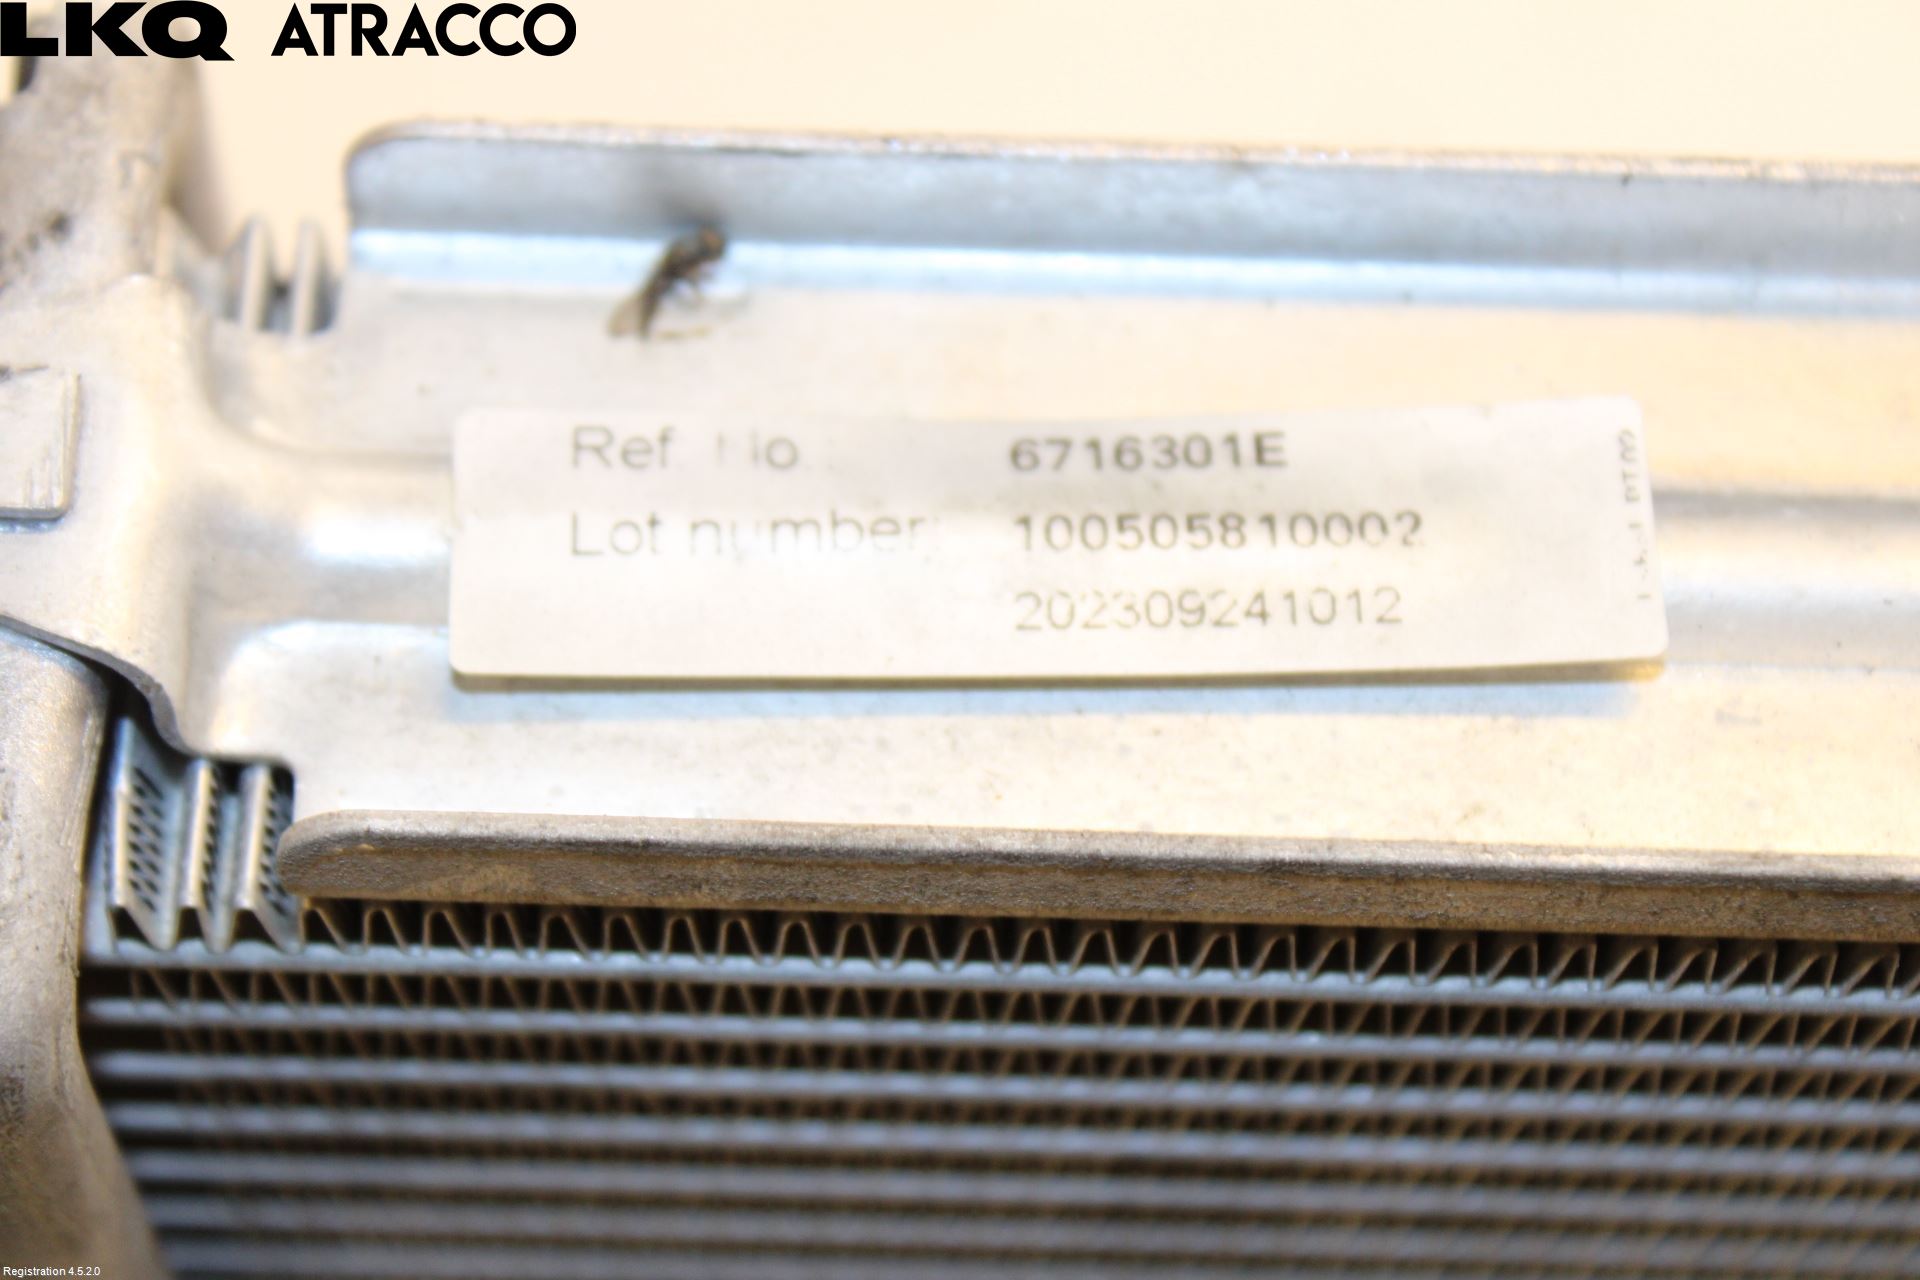 LKQ ATRACCO
Ref. No. 6716301E
Lot number: 100505810002
202309241012
Registration 4.5.2.0